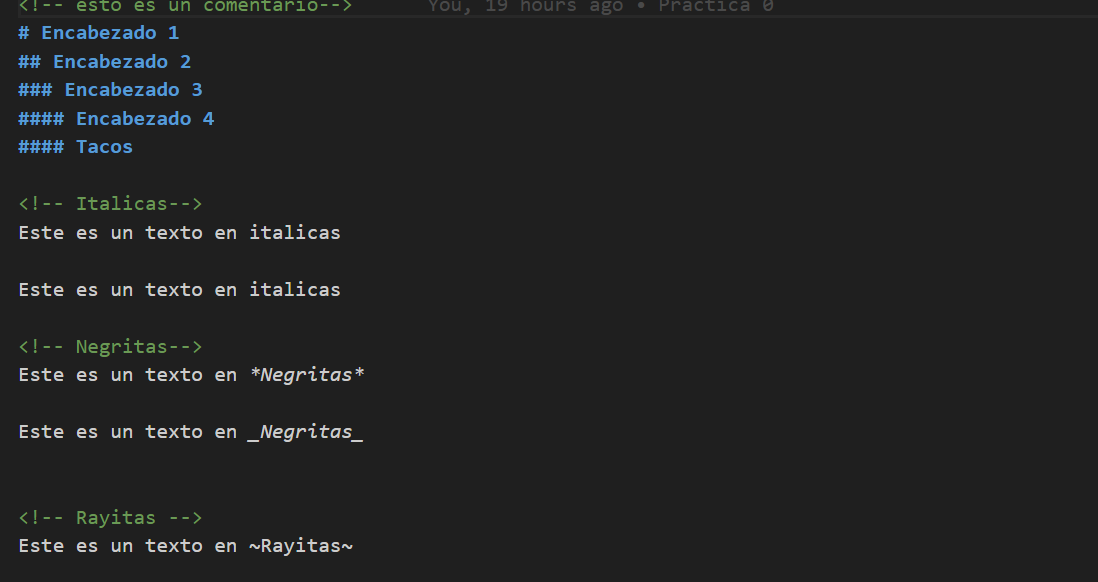 <!-- esto es un comentario-->    You, 19 hours ago • Practica 0
# Encabezado 1
## Encabezado 2
### Encabezado 3
#### Encabezado 4
#### Tacos
<!-- Italicas-->
Este es un texto en italicas
Este es un texto en italicas
<!-- Negritas-->
Este es un texto en *Negritas*
Este es un texto en _Negritas_
<!-- Rayitas -->
Este es un texto en ~Rayitas~